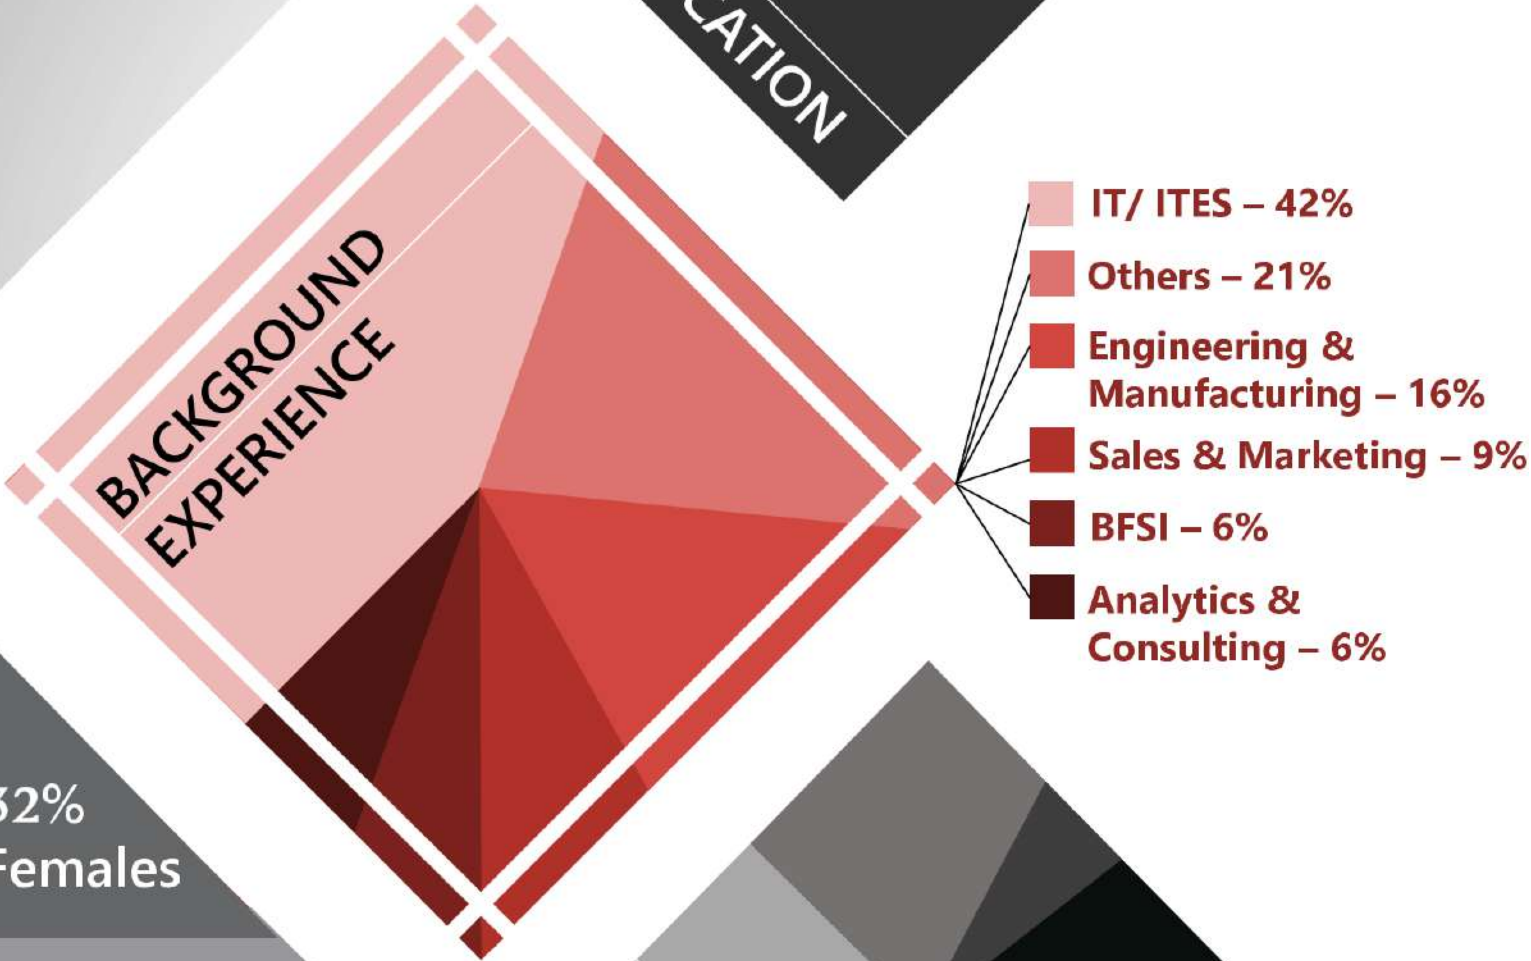 CATION
BACKGROUND
EXPERIENCE
IT/ ITES – 42%
Others – 21%
Engineering &
Manufacturing – 16%
Sales & Marketing – 9%
BFSI – 6%
Analytics &
Consulting – 6%
32%
Females